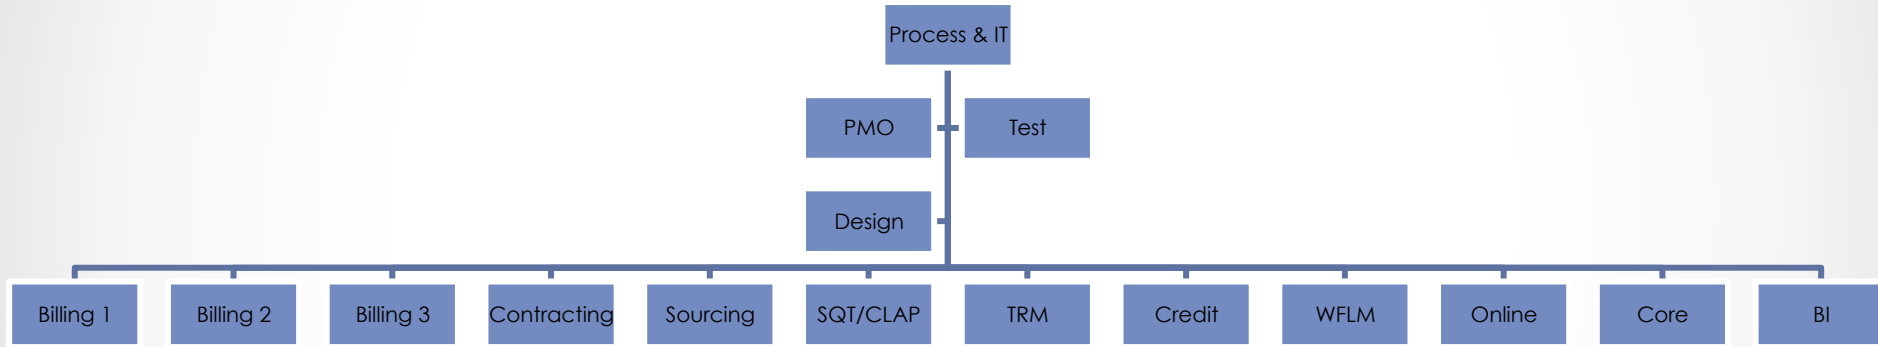 Process & IT
PMO
Test
Design
Billing 1
Billing 2
Billing 3
Contracting
Sourcing
SQT/CLAP
TRM
Credit
WFLM
Online
Core
BI